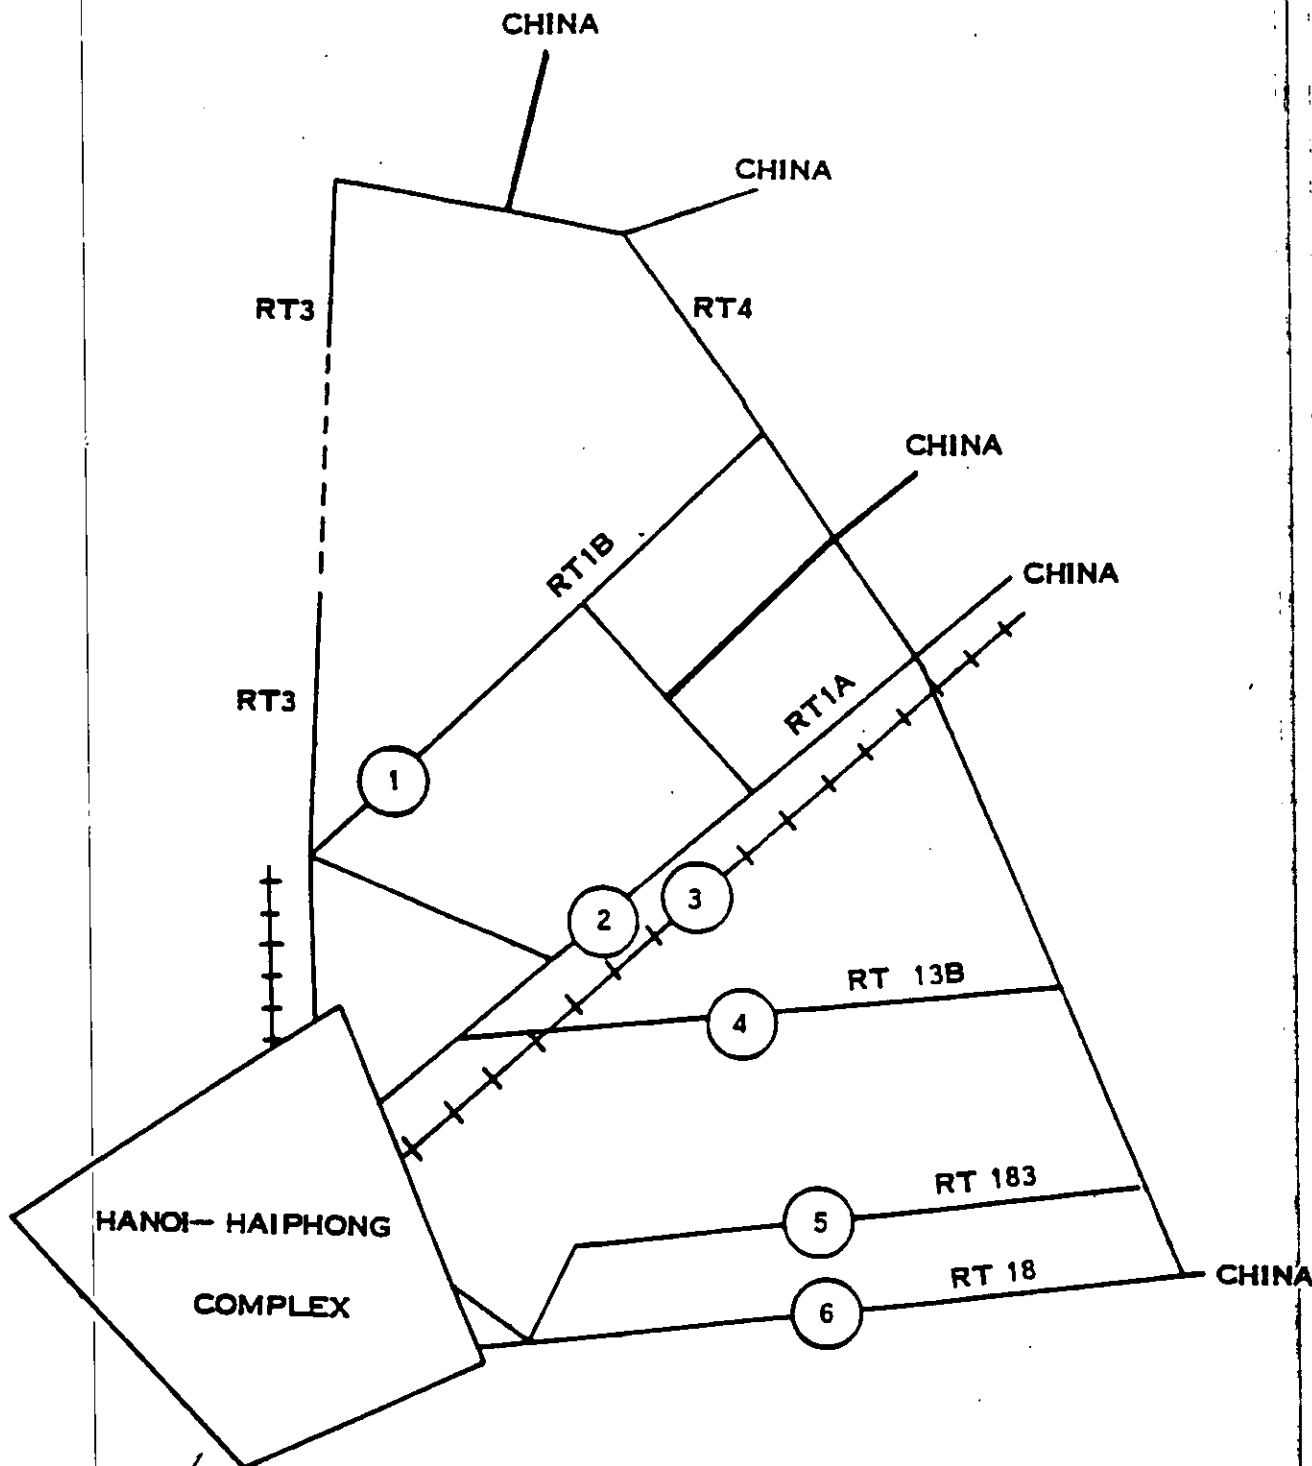 CHINA
CHINA
RT3
RT4
CHINA
RT1B
CHINA
RT3
RT1A
1
2
3
RT 13B
4
RT 183
5
HANOI— HAIPHONG
COMPLEX
RT 18
CHINA
6